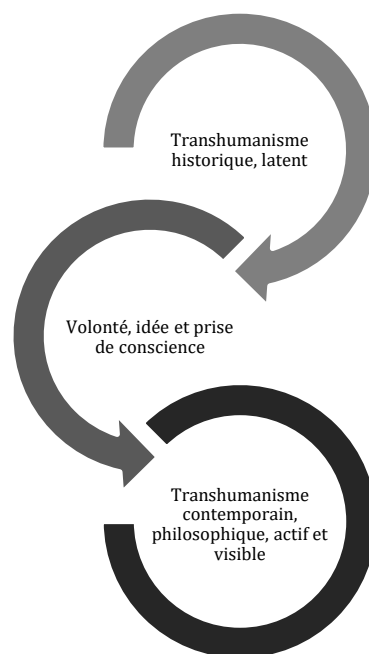 Transhumanisme
historique, latent
Volonté, idée et prise
de conscience
Transhumanisme
contemporain,
philosophique, actif et
visible